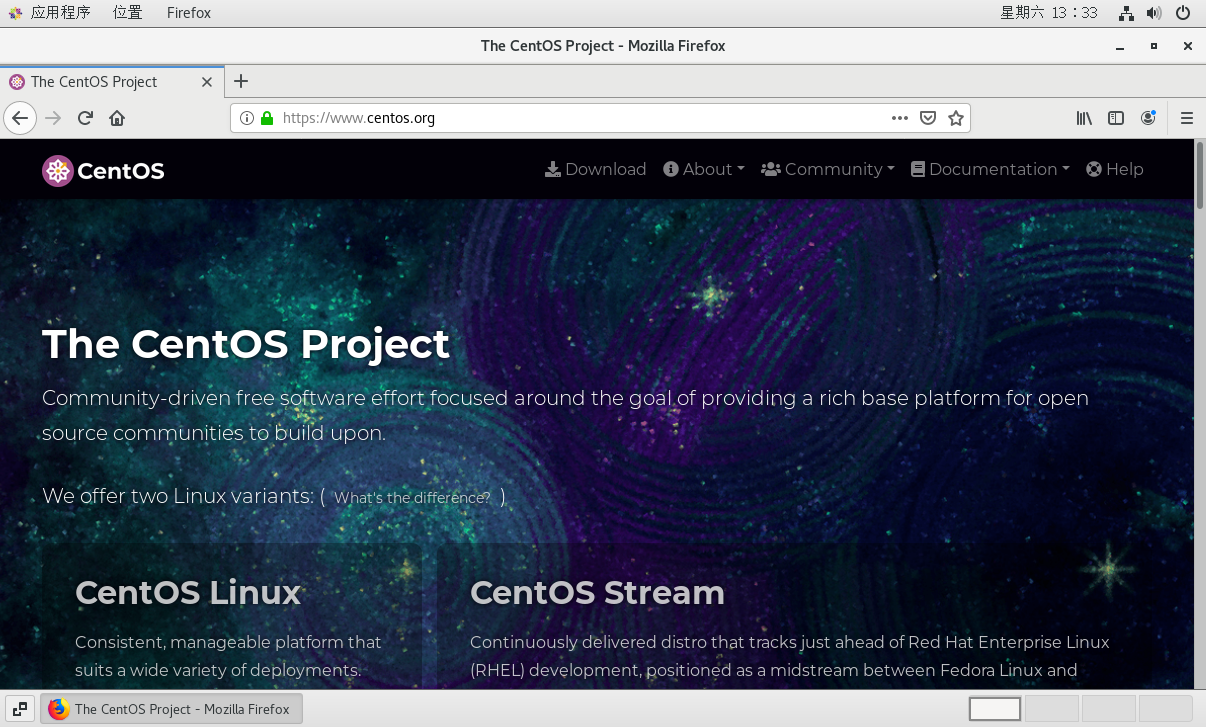 应用程序 位置 Firefox 星期六 13：33
The CentOS Project - Mozilla Firefox
The CentOS Project
https://www.centos.org
CentOS Download About Community Documentation Help
The CentOS Project
Community-driven free software effort focused around the goal of providing a rich base platform for open
source communities to build upon.
We offer two Linux variants: ( What's the difference? )
CentOS Linux
Consistent, manageable platform that
suits a wide variety of deployments.
CentOS Stream
Continuously delivered distro that tracks just ahead of Red Hat Enterprise Linux
(RHEL) development, positioned as a midstream between Fedora Linux and
The CentOS Project - Mozilla Firefox